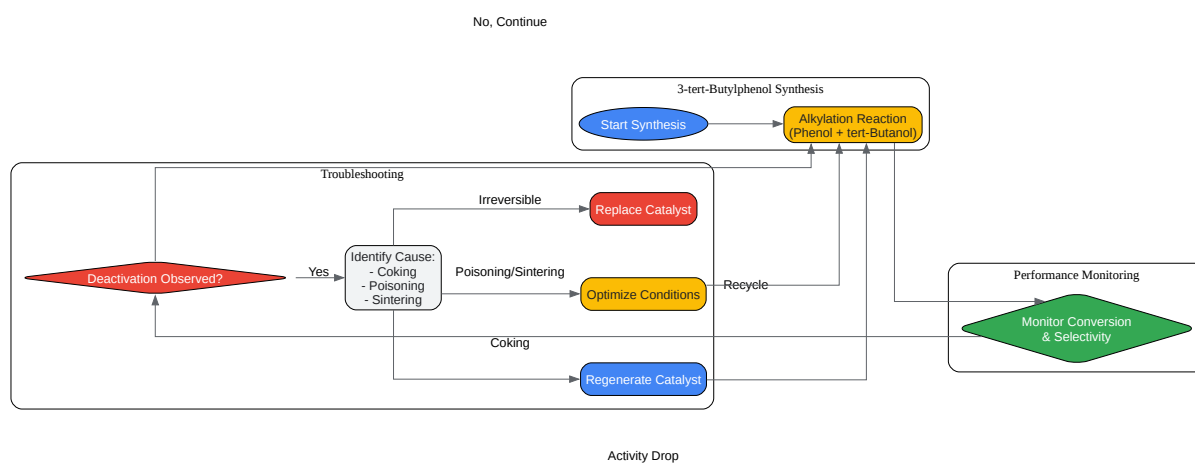 No, Continue
3-tert-Butylphenol Synthesis
Start Synthesis
Alkylation Reaction
(Phenol + tert-Butanol)
Troubleshooting
Irreversible
Replace Catalyst
Deactivation Observed?
Yes
Identify Cause:
- Coking
- Poisoning
- Sintering
Poisoning/Sintering
Optimize Conditions
Recycle
Performance Monitoring
Monitor Conversion
& Selectivity
Coking
Regenerate Catalyst
Activity Drop